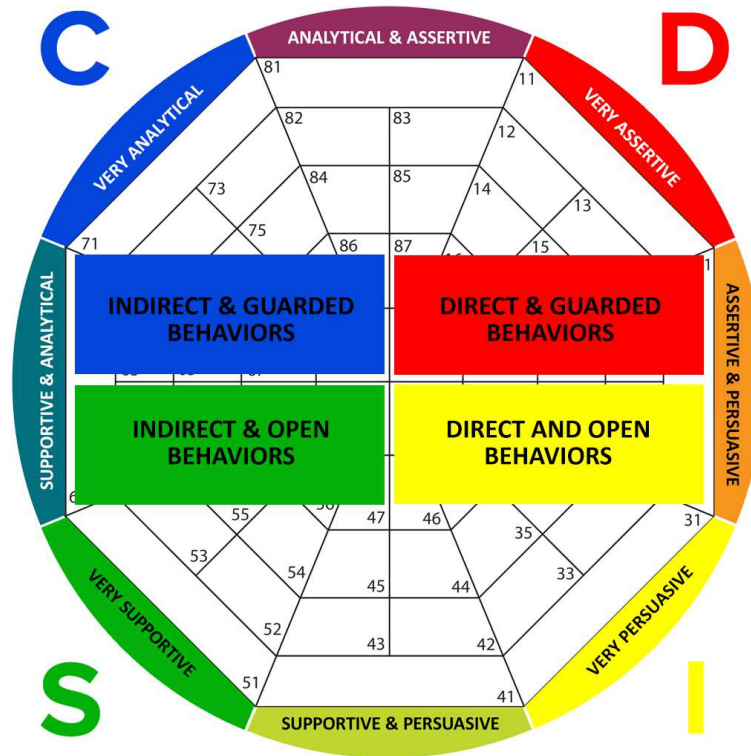 C
D
ANALYTICAL & ASSERTIVE
VERY ANALYTICAL
VERY ASSERTIVE
81
11
82
83
12
73
84
85
14
13
75
86
87
15
71
1
INDIRECT & GUARDED
BEHAVIORS
DIRECT & GUARDED
BEHAVIORS
SUPPORTIVE & ANALYTICAL
ASSERTIVE & PERSUASIVE
INDIRECT & OPEN
BEHAVIORS
DIRECT AND OPEN
BEHAVIORS
6
55
47
46
35
31
53
54
45
44
33
52
43
42
51
41
VERY SUPPORTIVE
VERY PERSUASIVE
S
I
SUPPORTIVE & PERSUASIVE